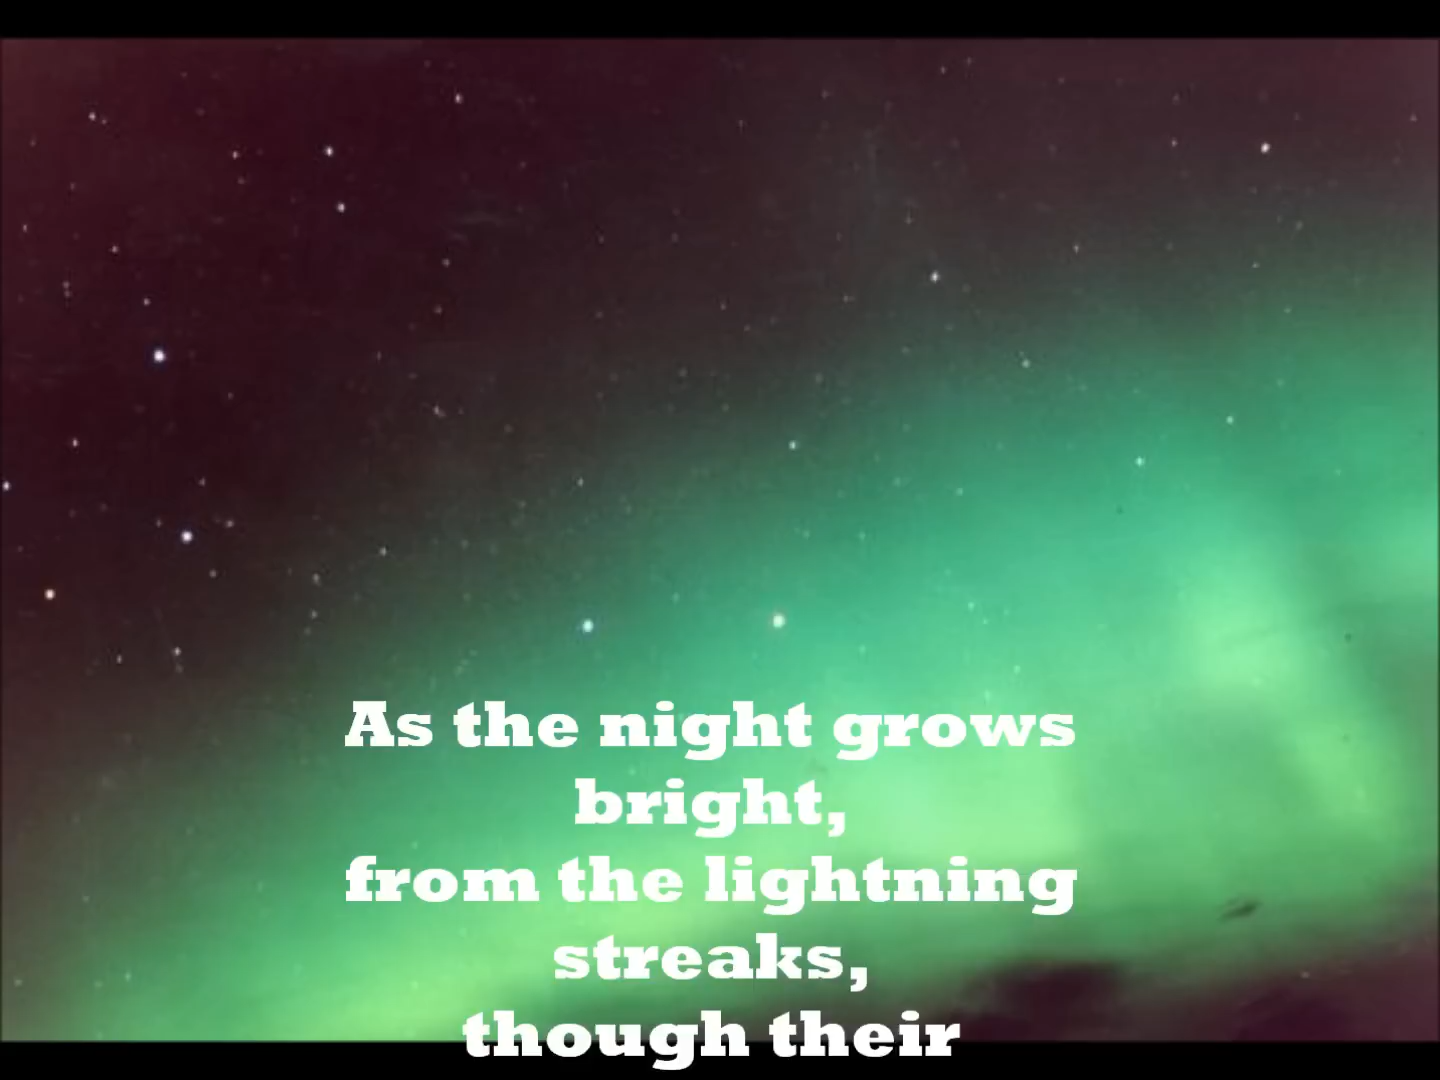 As the night grows
bright,
from the lightning
streaks,
though their